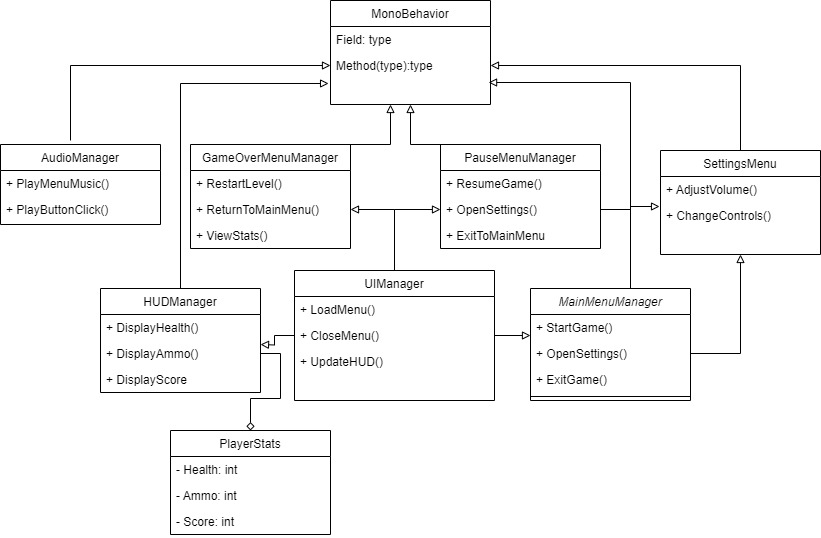 MonoBehavior
Field: type
Method(type):type
AudioManager
+ PlayMenuMusic()
+ PlayButtonClick()
GameOverMenuManager
+ RestartLevel()
+ ReturnToMainMenu()
+ ViewStats()
PauseMenuManager
+ ResumeGame()
+ OpenSettings()
+ ExitToMainMenu
SettingsMenu
+ AdjustVolume()
+ ChangeControls()
HUDManager
+ DisplayHealth()
+ DisplayAmmo()
+ DisplayScore
UIManager
+ LoadMenu()
+ CloseMenu()
+ UpdateHUD()
MainMenuManager
+ StartGame()
+ OpenSettings()
+ ExitGame()
PlayerStats
- Health: int
- Ammo: int
- Score: int